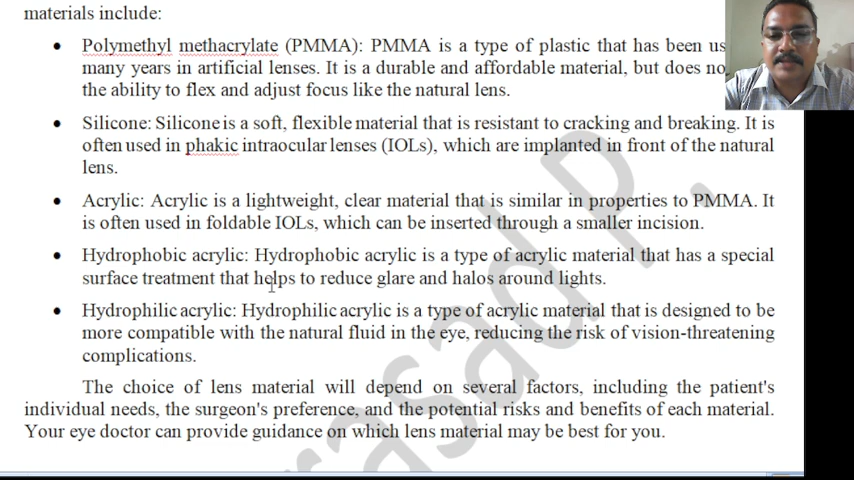 materials include:
• Polymethyl methacrylate (PMMA): PMMA is a type of plastic that has been us
many years in artificial lenses. It is a durable and affordable material, but does no
the ability to flex and adjust focus like the natural lens.
• Silicone: Silicone is a soft, flexible material that is resistant to cracking and breaking. It is
often used in phakic intraocular lenses (IOLs), which are implanted in front of the natural
lens.
• Acrylic: Acrylic is a lightweight, clear material that is similar in properties to PMMA. It
is often used in foldable IOLs, which can be inserted through a smaller incision.
• Hydrophobic acrylic: Hydrophobic acrylic is a type of acrylic material that has a special
surface treatment that helps to reduce glare and halos around lights.
• Hydrophilic acrylic: Hydrophilic acrylic is a type of acrylic material that is designed to be
more compatible with the natural fluid in the eye, reducing the risk of vision-threatening
complications.
The choice of lens material will depend on several factors, including the patient's
individual needs, the surgeon's preference, and the potential risks and benefits of each material.
Your eye doctor can provide guidance on which lens material may be best for you.
rasad P.